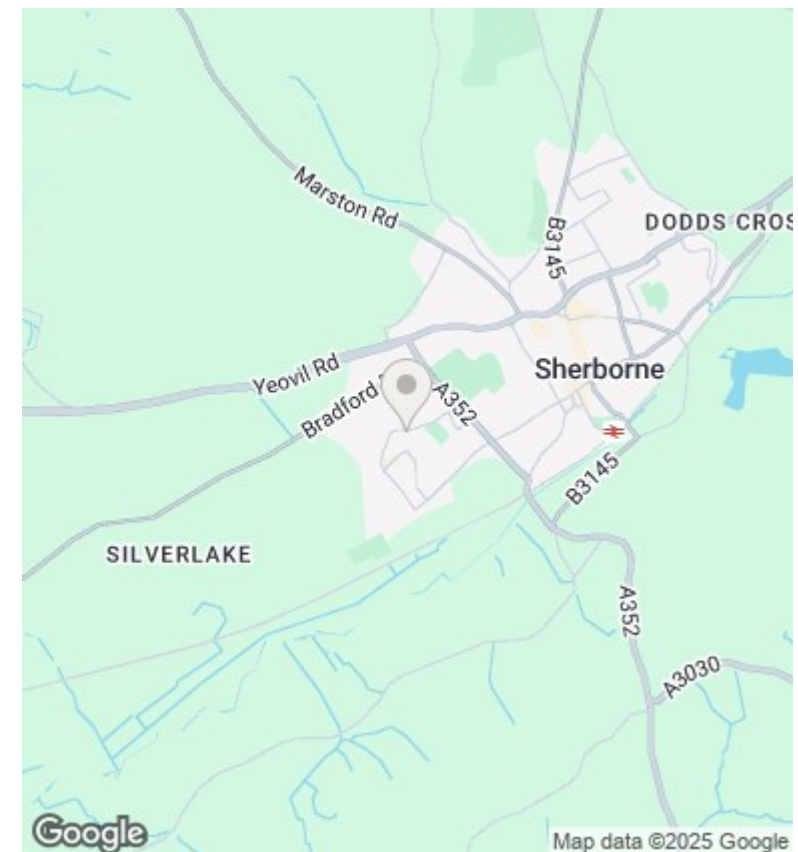 Marston Rd
B3145
DODDS CROS
Yeovil Rd
Bradford
A352
Sherborne
B3145
SILVERLAKE
A352
A3030
Google
Map data ©2025 Google